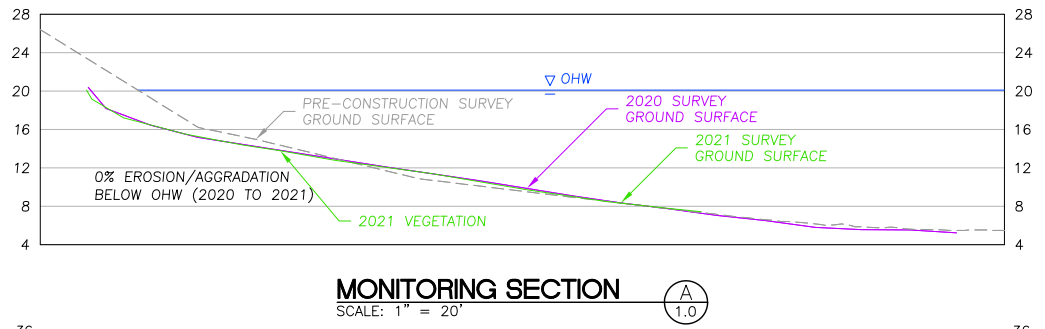 28 28
24 24
20 OHW 20
PRE-CONSTRUCTION SURVEY
GROUND SURFACE
2020 SURVEY
GROUND SURFACE
16 16
2021 SURVEY
GROUND SURFACE
12 12
0% EROSION/AGGRADATION
BELOW OHW (2020 TO 2021)
8 8
2021 VEGETATION
4 4
MONITORING SECTION A
SCALE: 1" = 20' 1.0